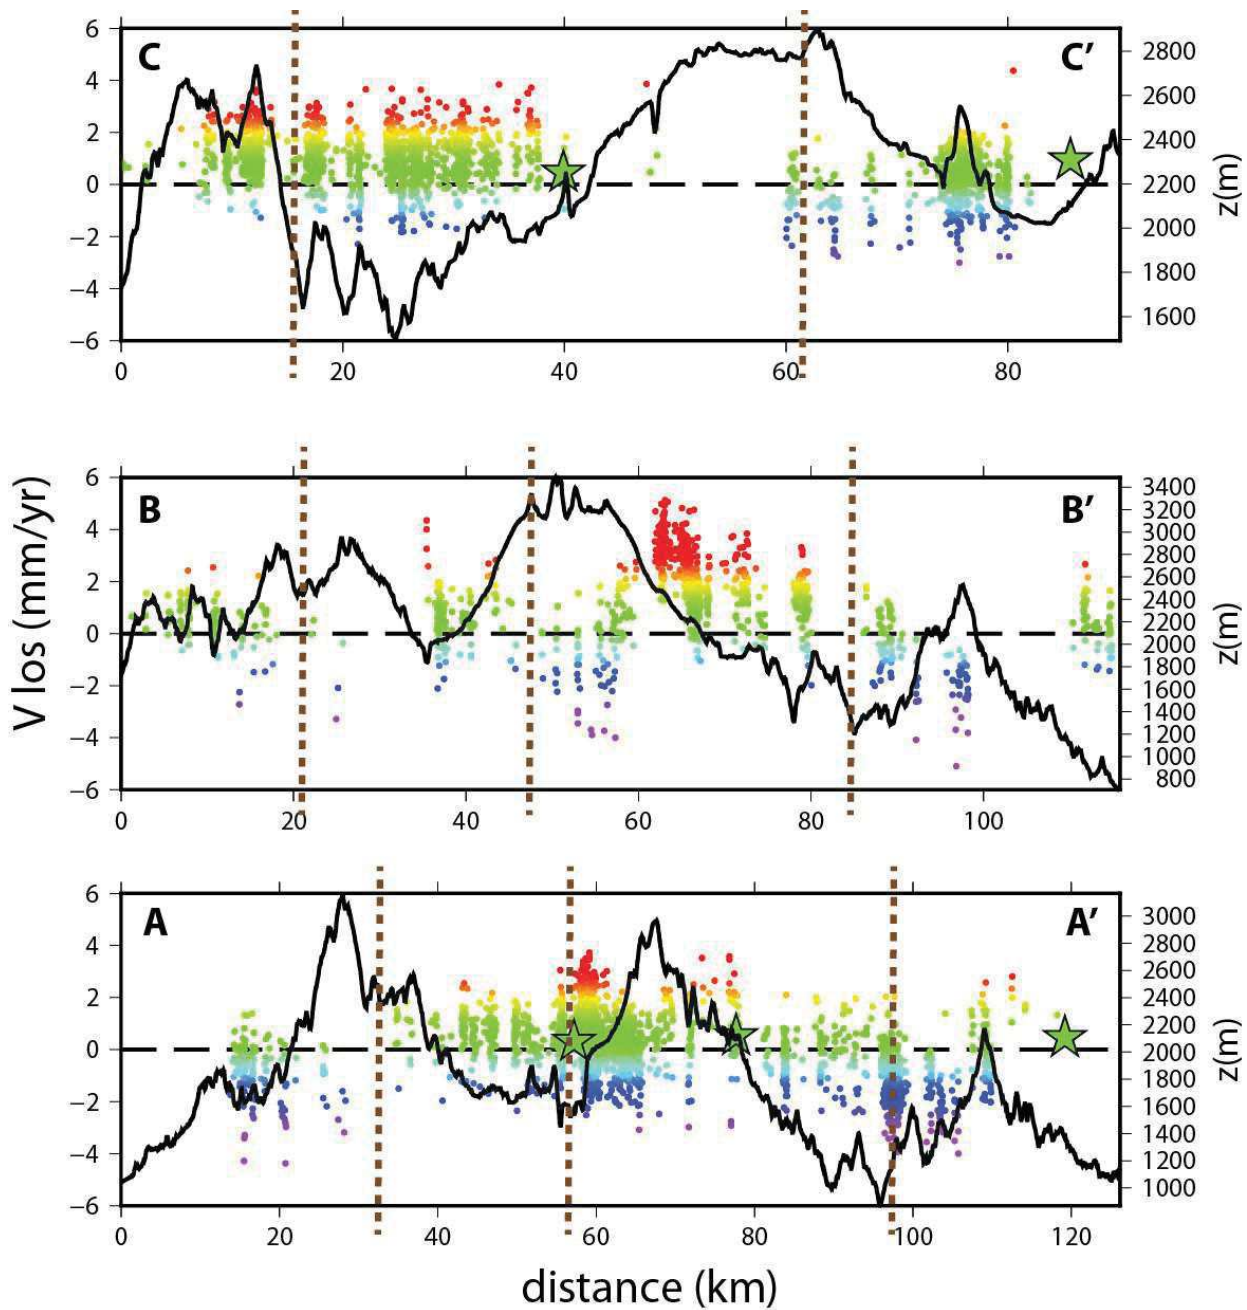 6 C C' 2800
4 2600
2 2400
0 2200
−2 2000
−4 1800
−6 1600
0 20 40 60 80
z(m)
6 B B' 3400
3200
4 3000
2800
2 2600
2400
0 2200
2000
−2 1800
1600
−4 1400
1200
−6 1000
800
0 20 40 60 80 100
z(m)
V los (mm/yr)
6 A A' 3000
4 2800
2600
2 2400
2200
0 2000
1800
−2 1600
1400
−4 1200
−6 1000
0 20 40 60 80 100 120
z(m)
distance (km)